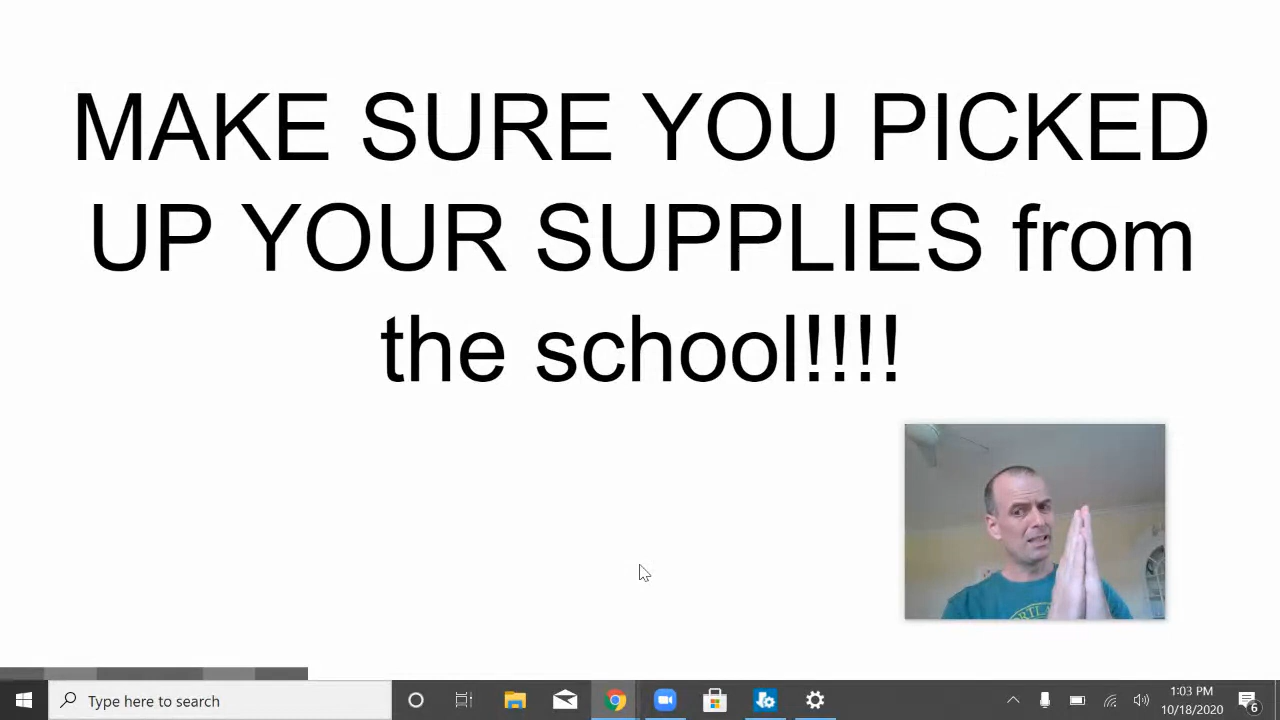 MAKE SURE YOU PICKED
UP YOUR SUPPLIES from
the school!!!!
Type here to search
1:03 PM
10/18/2020
6